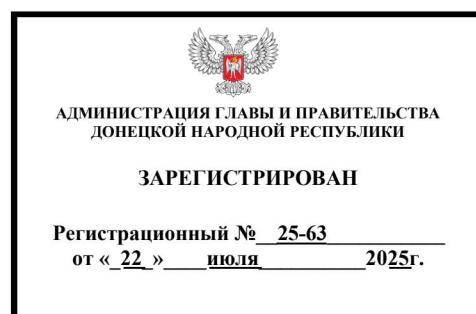 АДМИНИСТРАЦИЯ ГЛАВЫ И ПРАВИТЕЛЬСТВА
ДОНЕЦКОЙ НАРОДНОЙ РЕСПУБЛИКИ
ЗАРЕГИСТРИРОВАН
Регистрационный №__25-63___________
от «_22_»____июля__________2025г.